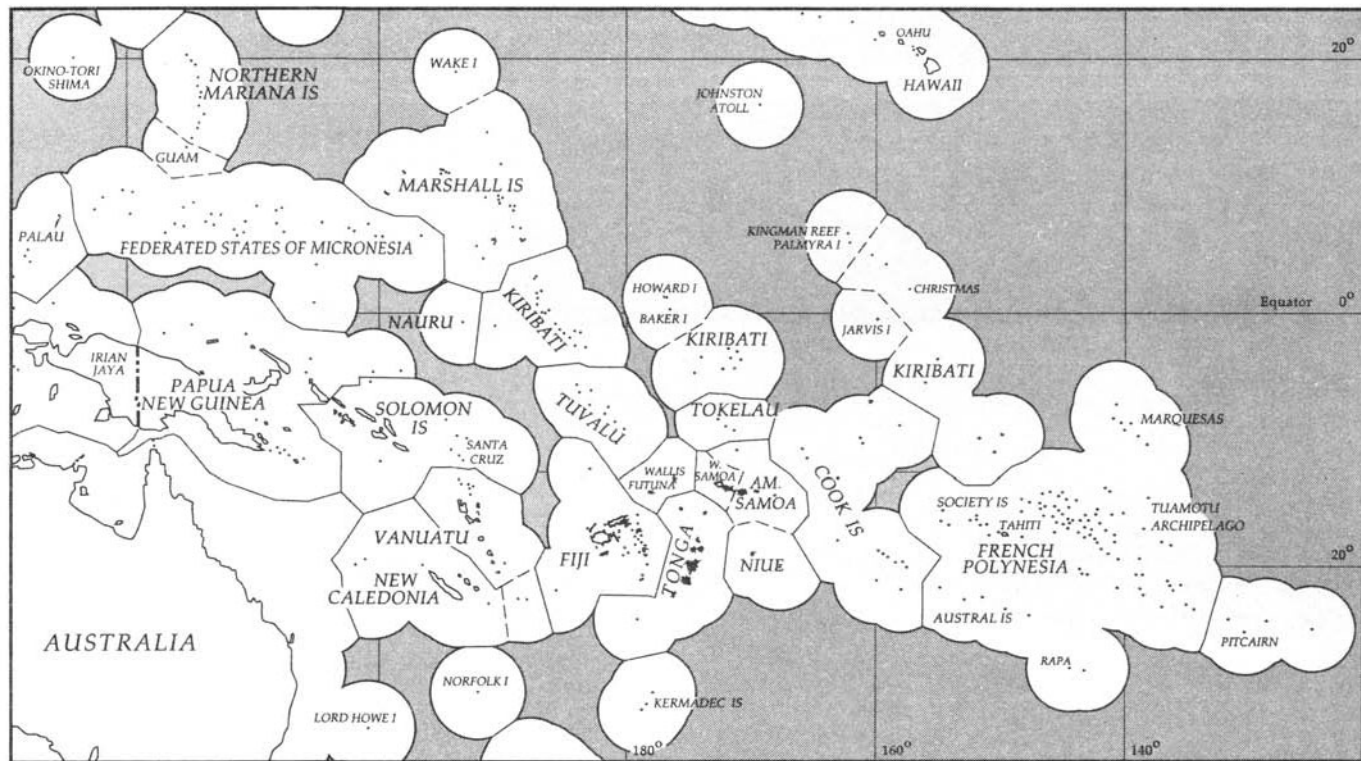 OAHU
20°
HAWAII
OKINO-TORI
SHIMA
NORTHERN
MARIANA IS
WAKE I
JOHNSTON
ATOLL
GUAM
MARSHALL IS
PALAU
FEDERATED STATES OF MICRONESIA
KINGMAN REEF
PALMYRA I
HOWARD I
BAKER I
CHRISTMAS
Equator 0°
NAURU
KIRIBATI
KIRIBATI
JARVIS I
KIRIBATI
IRIAN
JAYA
PAPUA
NEW GUINEA
SOLOMON
IS
SANTA
CRUZ
TUVALU
TOKELAU
MARQUESAS
WALLIS
FUTUNA
W.
SAMOA
AM.
SAMOA
COOK IS
SOCIETY IS
TAHITI
TUAMOTU
ARCHIPELAGO
VANUATU
FIJI
TONGA
NIUE
FRENCH
POLYNESIA
20°
NEW
CALEDONIA
AUSTRAL IS
AUSTRALIA
PITCAIRN
RAPA
NORFOLK I
KERMADEC IS
LORD HOWE I
180°
160°
140°